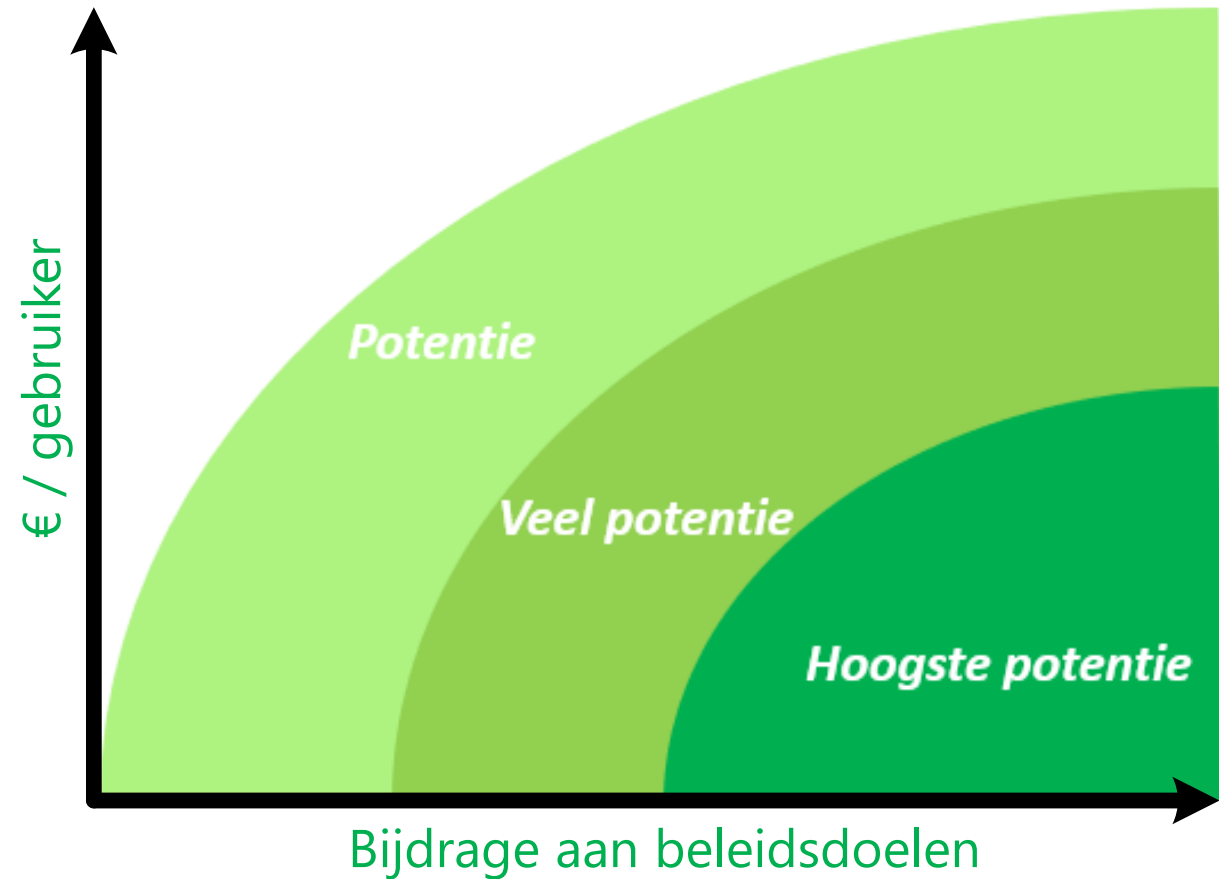 € / gebruiker
Potentie
Veel potentie
Hoogste potentie
Bijdrage aan beleidsdoelen